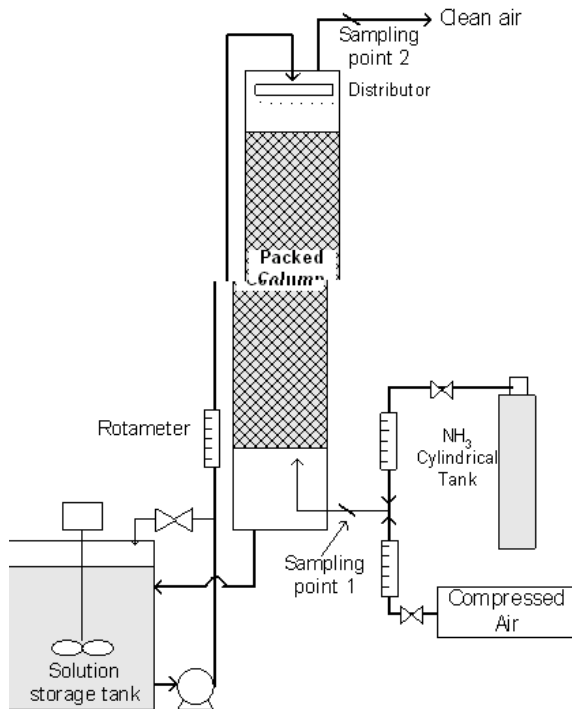 Clean air
Sampling
point 2
Distributor
Packed
Column
Rotameter
NH3
Cylindrical
Tank
Sampling
point 1
Compressed
Air
Solution
storage tank